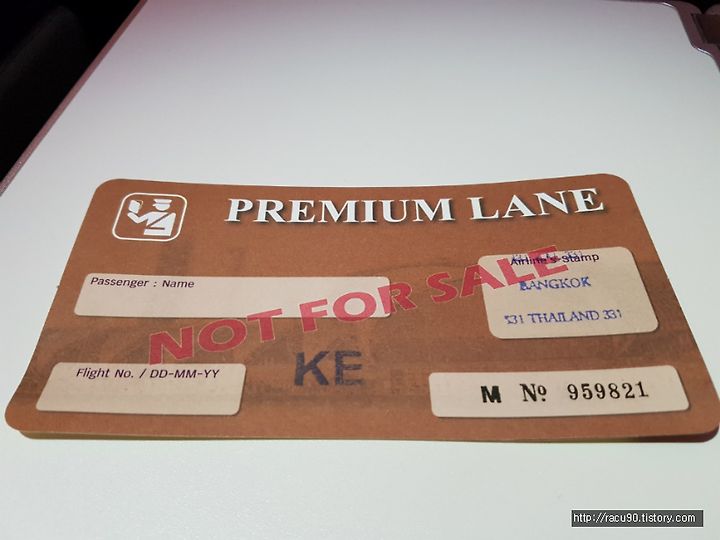 PREMIUM LANE
Passenger : Name
Airline's Stamp
BANGKOK
331 THAILAND 331
NOT FOR SALE
Flight No. / DD-MM-YY
KE
M № 959821
http://racu90.tistory.com